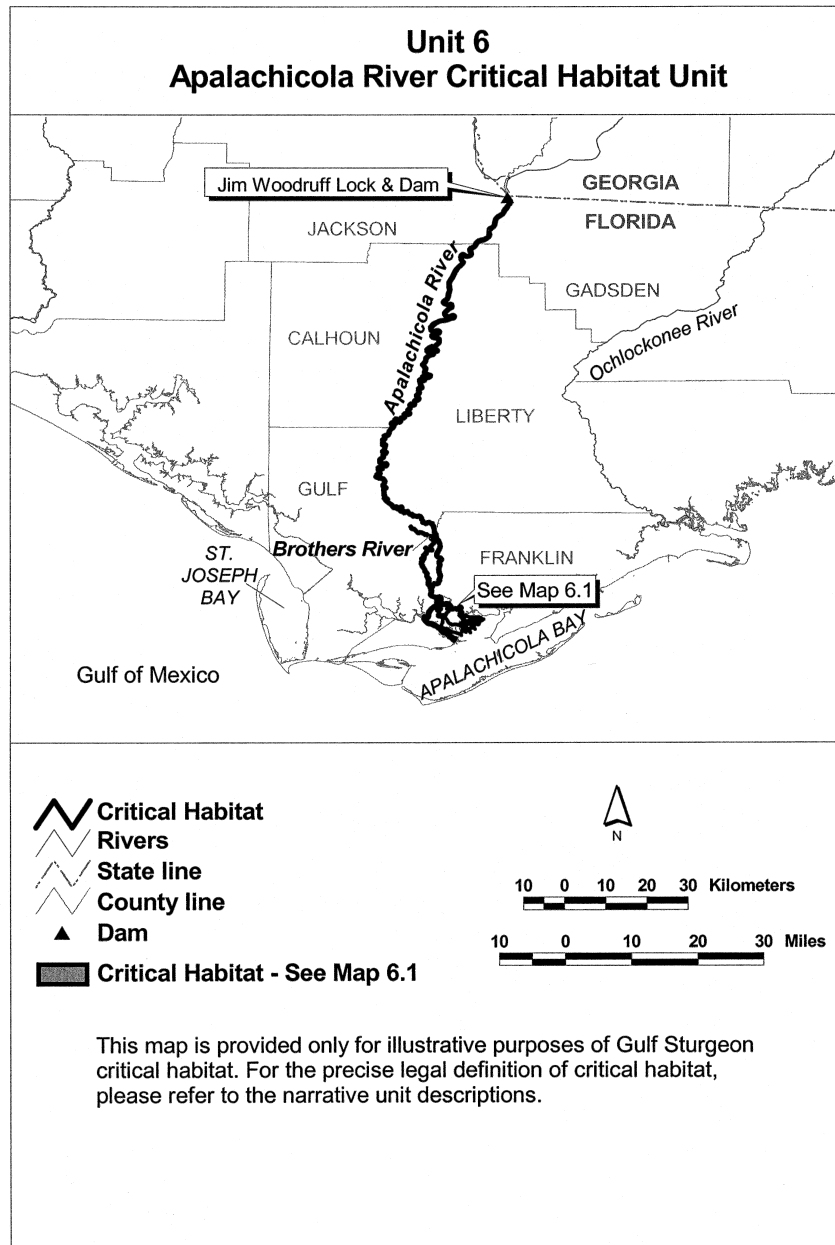 Unit 6
Apalachicola River Critical Habitat Unit
Jim Woodruff Lock & Dam
GEORGIA
FLORIDA
JACKSON
GADSDEN
Apalachicola River
CALHOUN
Ochlockonee River
LIBERTY
GULF
Brothers River
FRANKLIN
ST.
JOSEPH
BAY
See Map 6.1
APALACHICOLA BAY
Gulf of Mexico
Critical Habitat
Rivers
State line
County line
Dam
Critical Habitat - See Map 6.1
N
10 0 10 20 30 Kilometers
10 0 10 20 30 Miles
This map is provided only for illustrative purposes of Gulf Sturgeon
critical habitat. For the precise legal definition of critical habitat,
please refer to the narrative unit descriptions.